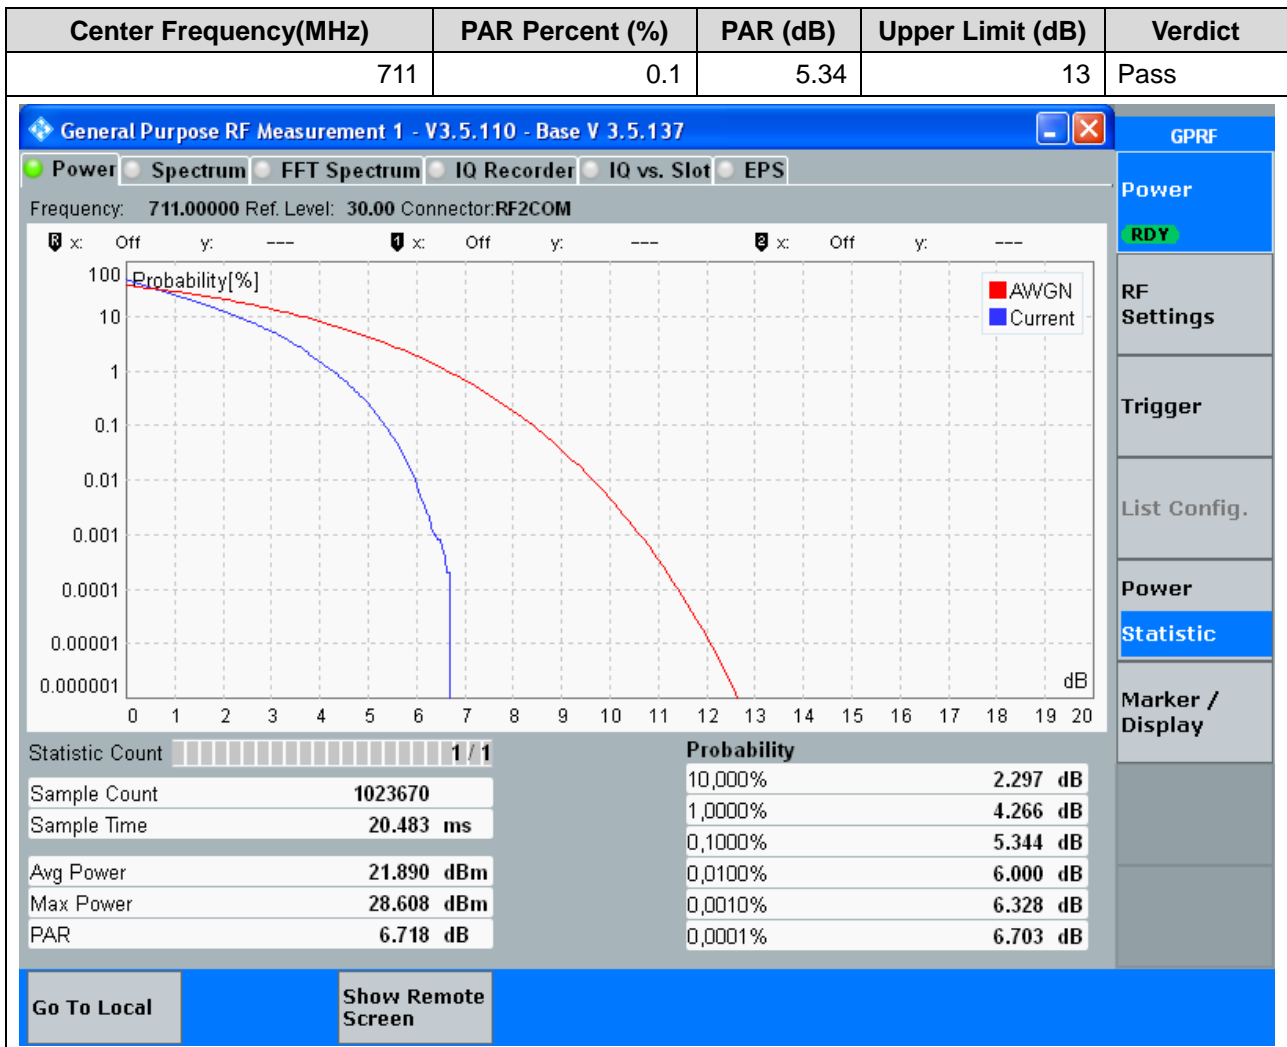 Center Frequency(MHz) PAR Percent (%) PAR (dB) Upper Limit (dB) Verdict
711 0.1 5.34 13 Pass
General Purpose RF Measurement 1 - V3.5.110 - Base V 3.5.137
GPRF
Power Spectrum FFT Spectrum IQ Recorder IQ vs. Slot EPS
Power
RDY
Frequency: 711.00000 Ref. Level: 30.00 Connector:RF2COM
R x: Off y: --- 1 x: Off y: --- 2 x: Off y: ---
Probability[%]
AWGN
Current
100
10
1
0.1
0.01
0.001
0.0001
0.00001
0.000001
dB
0 1 2 3 4 5 6 7 8 9 10 11 12 13 14 15 16 17 18 19 20
RF
Settings
Trigger
List Config.
Power
Statistic
Marker /
Display
Statistic Count 1 / 1
Sample Count 1023670
Sample Time 20.483 ms
Avg Power 21.890 dBm
Max Power 28.608 dBm
PAR 6.718 dB
Probability
10,000% 2.297 dB
1,0000% 4.266 dB
0,1000% 5.344 dB
0,0100% 6.000 dB
0,0010% 6.328 dB
0,0001% 6.703 dB
Go To Local
Show Remote
Screen